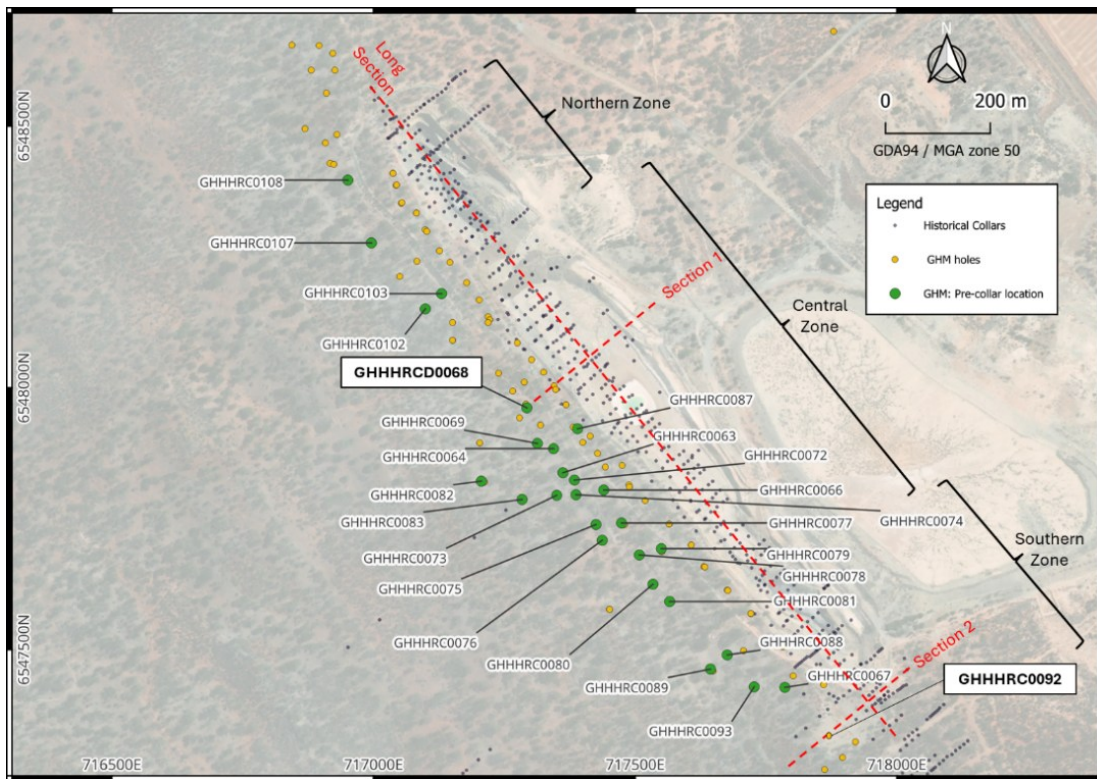 Long
Section
Northern Zone
N
0 200 m
GDA94 / MGA zone 50
6548500N
Legend
Historical Collars
GHM holes
GHM: Pre-collar location
GHHHRC0108
GHHHRC0107
Section 1
GHHHRC0103
Central
Zone
GHHHRC0102
GHHHRCD0068
6548000N
GHHHRC0087
GHHHRC0069
GHHHRC0063
GHHHRC0064
GHHHRC0072
GHHHRC0082
GHHHRC0066
GHHHRC0083
GHHHRC0077
GHHHRC0074
GHHHRC0073
GHHHRC0079
Southern
Zone
GHHHRC0075
GHHHRC0078
GHHHRC0081
GHHHRC0076
GHHHRC0088
GHHHRC0080
6547500N
Section 2
GHHHRC0089
GHHHRC0067
GHHHRC0092
GHHHRC0093
716500E
717000E
717500E
718000E